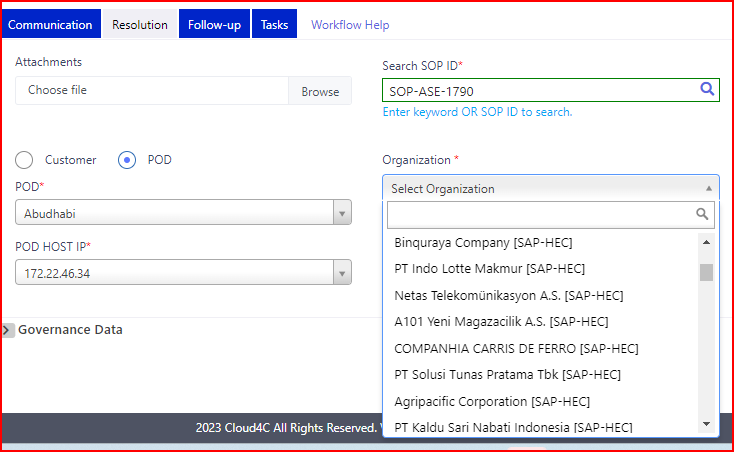 Communication Resolution Follow-up Tasks Workflow Help
Attachments
Choose file Browse
Search SOP ID*
SOP-ASE-1790
Enter keyword OR SOP ID to search.
Customer POD
POD*
Abudhabi
POD HOST IP*
172.22.46.34
Organization *
Select Organization
Binquraya Company [SAP-HEC]
PT Indo Lotte Makmur [SAP-HEC]
Netas Telekomünikasyon A.S. [SAP-HEC]
A101 Yeni Magazacilik A.S. [SAP-HEC]
COMPANHIA CARRIS DE FERRO [SAP-HEC]
PT Solusi Tunas Pratama Tbk [SAP-HEC]
Agripacific Corporation [SAP-HEC]
PT Kaldu Sari Nabati Indonesia [SAP-HEC]
Governance Data
2023 Cloud4C All Rights Reserved.